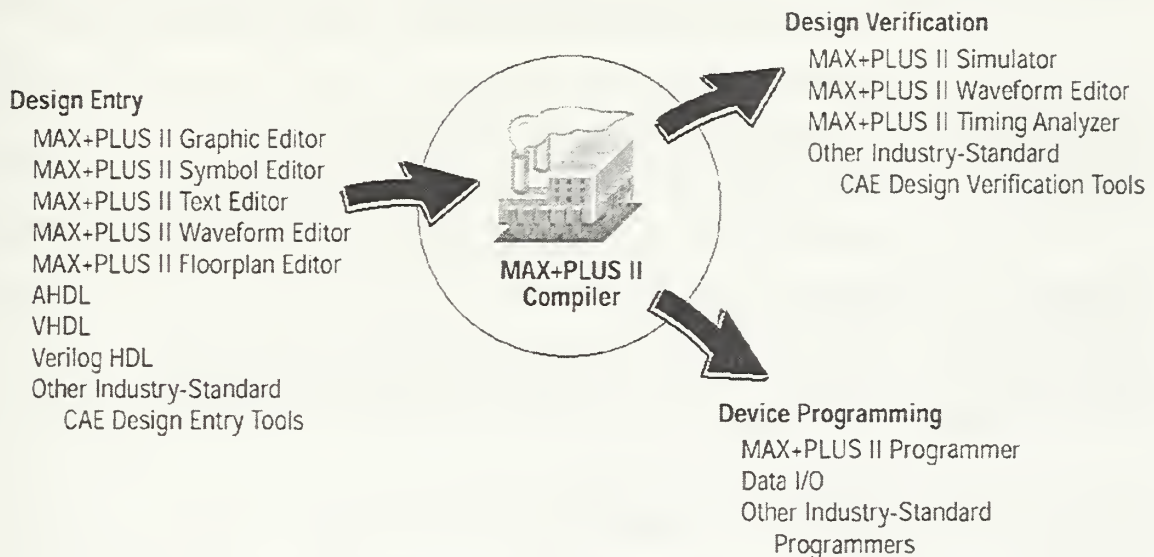 Design Entry
MAX+PLUS II Graphic Editor
MAX+PLUS II Symbol Editor
MAX+PLUS II Text Editor
MAX+PLUS II Waveform Editor
MAX+PLUS II Floorplan Editor
AHDL
VHDL
Verilog HDL
Other Industry-Standard
CAE Design Entry Tools
MAX+PLUS II
Compiler
Design Verification
MAX+PLUS II Simulator
MAX+PLUS II Waveform Editor
MAX+PLUS II Timing Analyzer
Other Industry-Standard
CAE Design Verification Tools
Device Programming
MAX+PLUS II Programmer
Data I/O
Other Industry-Standard
Programmers